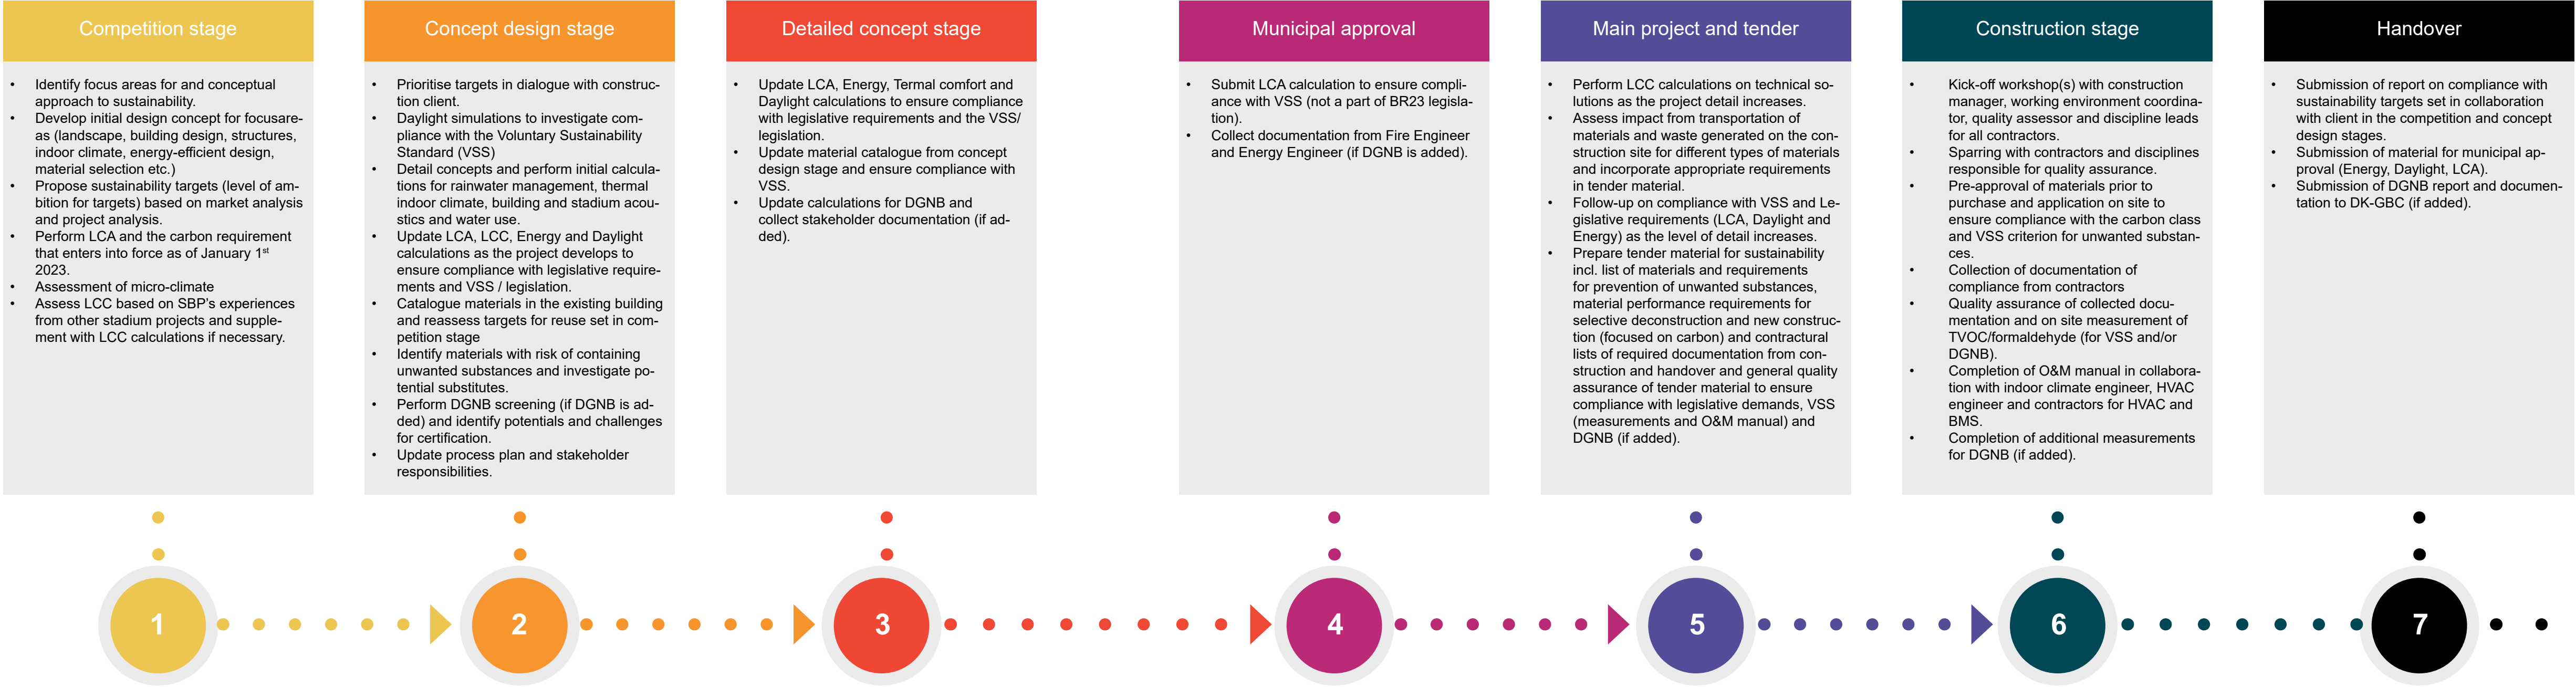 Competition stage
• Identify focus areas for and conceptual
approach to sustainability.
• Develop initial design concept for focusare-
as (landscape, building design, structures,
indoor climate, energy-efficient design,
material selection etc.)
• Propose sustainability targets (level of am-
bition for targets) based on market analysis
and project analysis.
• Perform LCA and the carbon requirement
that enters into force as of January 1st
2023.
• Assessment of micro-climate
• Assess LCC based on SBP's experiences
from other stadium projects and supple-
ment with LCC calculations if necessary.
Concept design stage
• Prioritise targets in dialogue with construc-
tion client.
• Daylight simulations to investigate com-
pliance with the Voluntary Sustainability
Standard (VSS)
• Detail concepts and perform initial calcula-
tions for rainwater management, thermal
indoor climate, building and stadium acou-
stics and water use.
• Update LCA, LCC, Energy and Daylight
calculations as the project develops to
ensure compliance with legislative require-
ments and VSS / legislation.
• Catalogue materials in the existing building
and reassess targets for reuse set in com-
petition stage
• Identify materials with risk of containing
unwanted substances and investigate po-
tential substitutes.
• Perform DGNB screening (if DGNB is ad-
ded) and identify potentials and challenges
for certification.
• Update process plan and stakeholder
responsibilities.
Detailed concept stage
• Update LCA, Energy, Termal comfort and
Daylight calculations to ensure compliance
with legislative requirements and the VSS/
legislation.
• Update material catalogue from concept
design stage and ensure compliance with
VSS.
• Update calculations for DGNB and
collect stakeholder documentation (if ad-
ded).
Municipal approval
• Submit LCA calculation to ensure compli-
ance with VSS (not a part of BR23 legisla-
tion).
• Collect documentation from Fire Engineer
and Energy Engineer (if DGNB is added).
Main project and tender
• Perform LCC calculations on technical so-
lutions as the project detail increases.
• Assess impact from transportation of
materials and waste generated on the con-
struction site for different types of materials
and incorporate appropriate requirements
in tender material.
• Follow-up on compliance with VSS and Le-
gislative requirements (LCA, Daylight and
Energy) as the level of detail increases.
• Prepare tender material for sustainability
incl. list of materials and requirements
for prevention of unwanted substances,
material performance requirements for
selective deconstruction and new construc-
tion (focused on carbon) and contractural
lists of required documentation from con-
struction and handover and general quality
assurance of tender material to ensure
compliance with legislative demands, VSS
(measurements and O&M manual) and
DGNB (if added).
Construction stage
• Kick-off workshop(s) with construction
manager, working environment coordina-
tor, quality assessor and discipline leads
for all contractors.
• Sparring with contractors and disciplines
responsible for quality assurance.
• Pre-approval of materials prior to
purchase and application on site to
ensure compliance with the carbon class
and VSS criterion for unwanted substan-
ces.
• Collection of documentation of
compliance from contractors
• Quality assurance of collected docu-
mentation and on site measurement of
TVOC/formaldehyde (for VSS and/or
DGNB).
• Completion of O&M manual in collabora-
tion with indoor climate engineer, HVAC
engineer and contractors for HVAC and
BMS.
• Completion of additional measurements
for DGNB (if added).
Handover
• Submission of report on compliance with
sustainability targets set in collaboration
with client in the competition and concept
design stages.
• Submission of material for municipal ap-
proval (Energy, Daylight, LCA).
• Submission of DGNB report and documen-
tation to DK-GBC (if added).
1
2
3
4
5
6
7